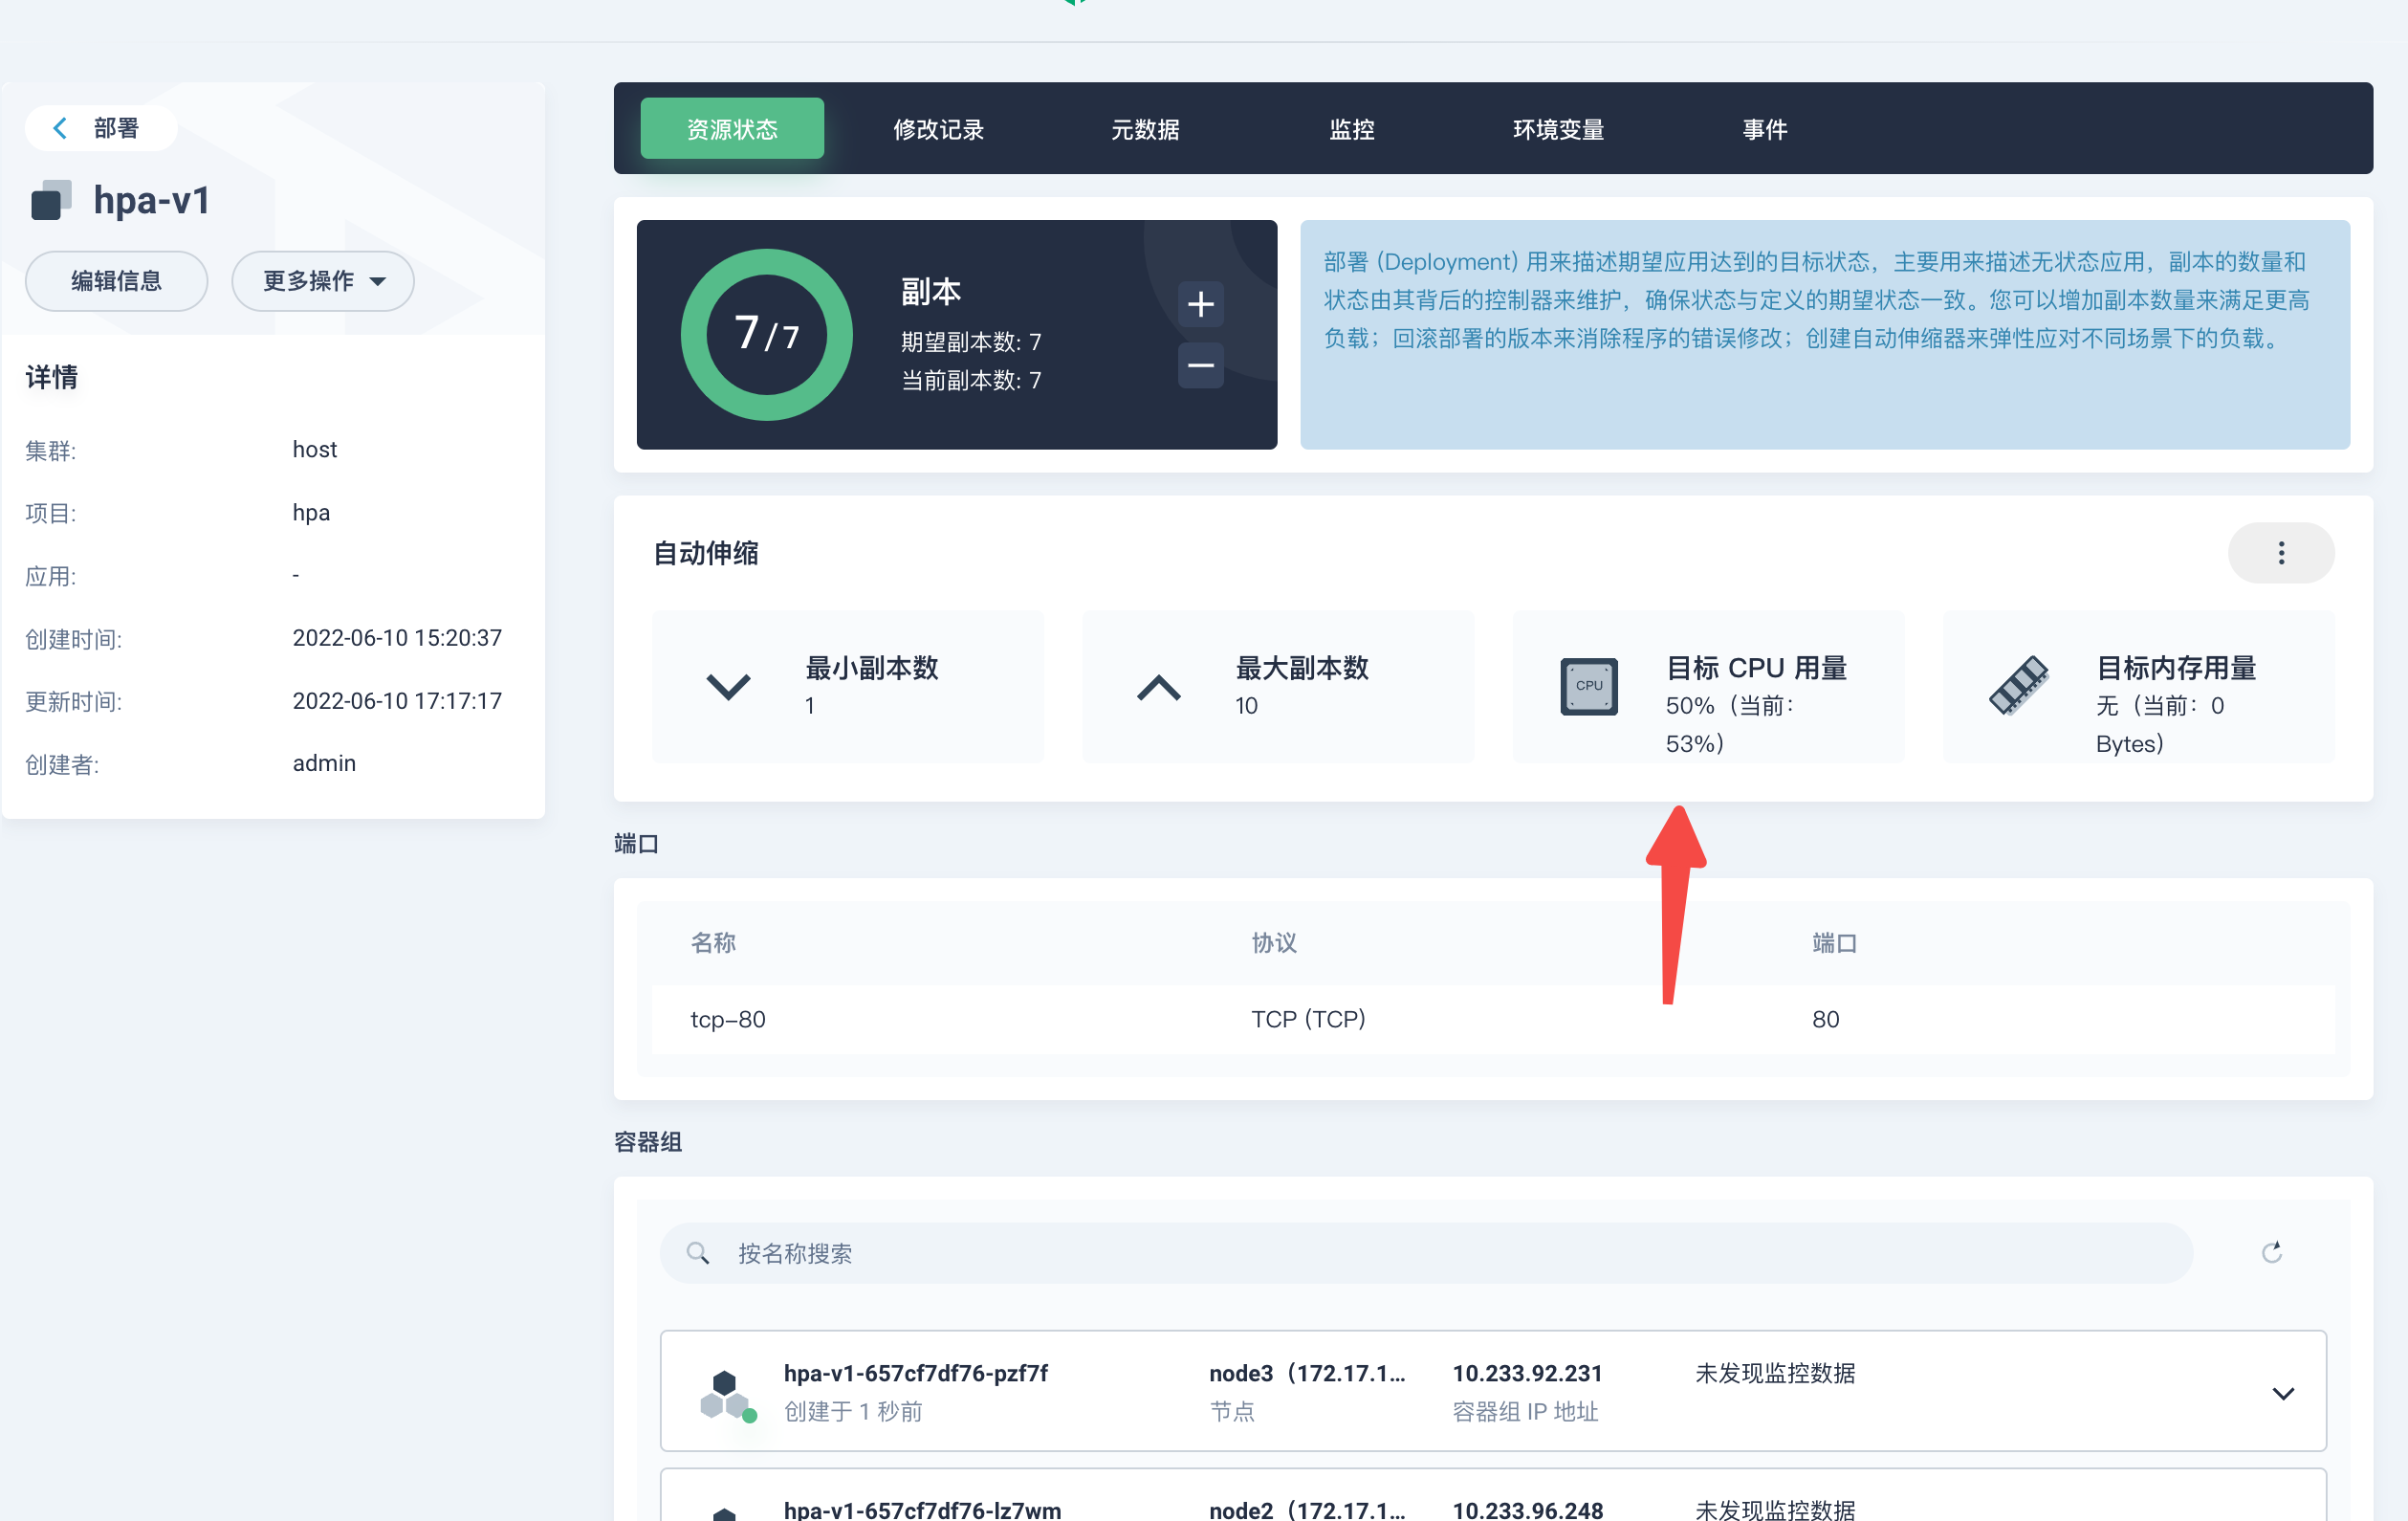 部署
hpa-v1
编辑信息
更多操作
详情
集群:
host
项目:
hpa
应用:
-
创建时间:
2022-06-10 15:20:37
更新时间:
2022-06-10 17:17:17
创建者:
admin
资源状态
修改记录
元数据
监控
环境变量
事件
7/7
副本
期望副本数: 7
当前副本数: 7
部署 (Deployment) 用来描述期望应用达到的目标状态，主要用来描述无状态应用，副本的数量和
状态由其背后的控制器来维护，确保状态与定义的期望状态一致。您可以增加副本数量来满足更高
负载；回滚部署的版本来消除程序的错误修改；创建自动伸缩器来弹性应对不同场景下的负载。
自动伸缩
最小副本数
1
最大副本数
10
CPU
目标 CPU 用量
50%（当前：
53%）
目标内存用量
无（当前：0
Bytes）
端口
名称
协议
端口
tcp-80
TCP (TCP)
80
容器组
按名称搜索
hpa-v1-657cf7df76-pzf7f
创建于 1 秒前
node3（172.17.1...
节点
10.233.92.231
容器组 IP 地址
未发现监控数据
hpa-v1-657cf7df76-lz7wm
node2（172.17.1...
10.233.96.248
未发现监控数据